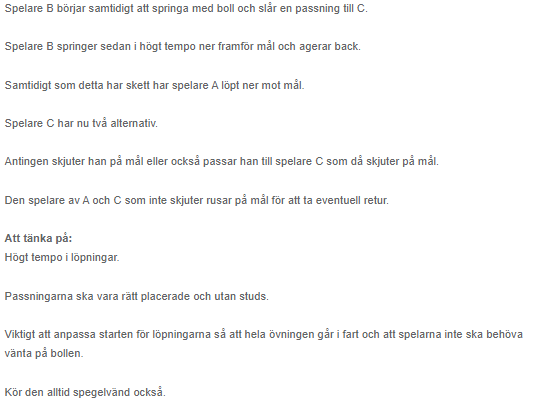 Spelare B börjar samtidigt att springa med boll och slår en passning till C.
Spelare B springer sedan i högt tempo ner framför mål och agerar back.
Samtidigt som detta har skett har spelare A löpt ner mot mål.
Spelare C har nu två alternativ.
Antingen skjuter han på mål eller också passar han till spelare C som då skjuter på mål.
Den spelare av A och C som inte skjuter rusar på mål för att ta eventuell retur.
Att tänka på:
Högt tempo i löpningar.
Passningarna ska vara rätt placerade och utan studs.
Viktigt att anpassa starten för löpningarna så att hela övningen går i fart och att spelarna inte ska behöva
vänta på bollen.
Kör den alltid spegelvänd också.